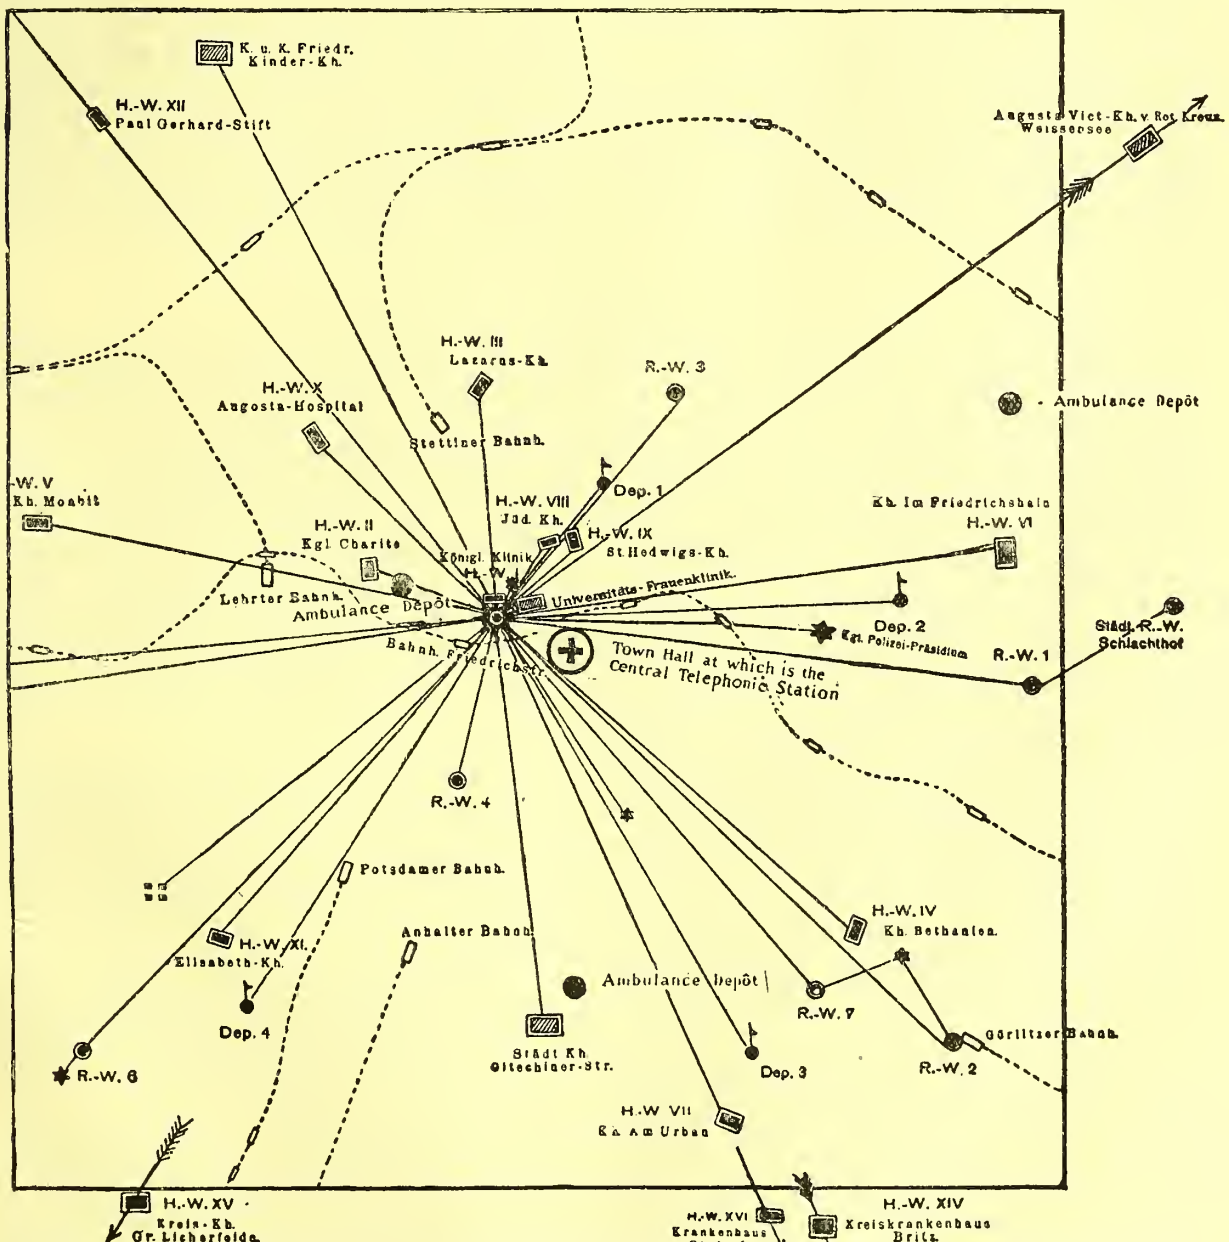 K. u. K. Friedr.
Kinder-Kh.
H.-W. XII
Paul Gerhard-Stift
Augusta Vict-Kh. v. Rot. Kreuz.
Weissensee
H.-W. III
Lazarus-Kh.
R.-W. 3
H.-W. X
Augosta-Hospital
- Ambulance Depôt
Stettiner Bahnh.
-W. V
Kh. Moabit
Dep. 1
H.-W. VIII
Jüd. Kh.
Kh. Im Friedrichshain
H.-W. VI
H.-W. II
Kgl. Charite
H.-W. IX
St. Hedwigs-Kh.
Königl. Klinik
H.-W.
Universitäts-Frauenklinik.
Lehrter Bahnh.
Ambulance Depôt
Dep. 2
Kgl. Polizei-Präsidium
Städt.-R.-W.
Schlachthof
R.-W. 1
Bahnh. Friedrichstr.
Town Hall at which is the
Central Telephonic Station
R.-W. 4
Potsdamer Bahnh.
H.-W. IV
Kh. Bethanien.
Anhalter Bahnh.
H.-W. XI.
Elisabeth-Kh.
Ambulance Depôt
Dep. 4
R.-W. 7
Görlitzer Bahnh.
Städt Kh.
Gitschiner-Str.
Dep. 3
R.-W. 2
R.-W. 6
H.-W VII
Kh. Am Urban
H.-W. XV
Kreis-Kh.
Gr. Licherfelde.
H.-W. XVI
Krankenhaus
H.-W. XIV
Kreiskrankenhaus
Britz.